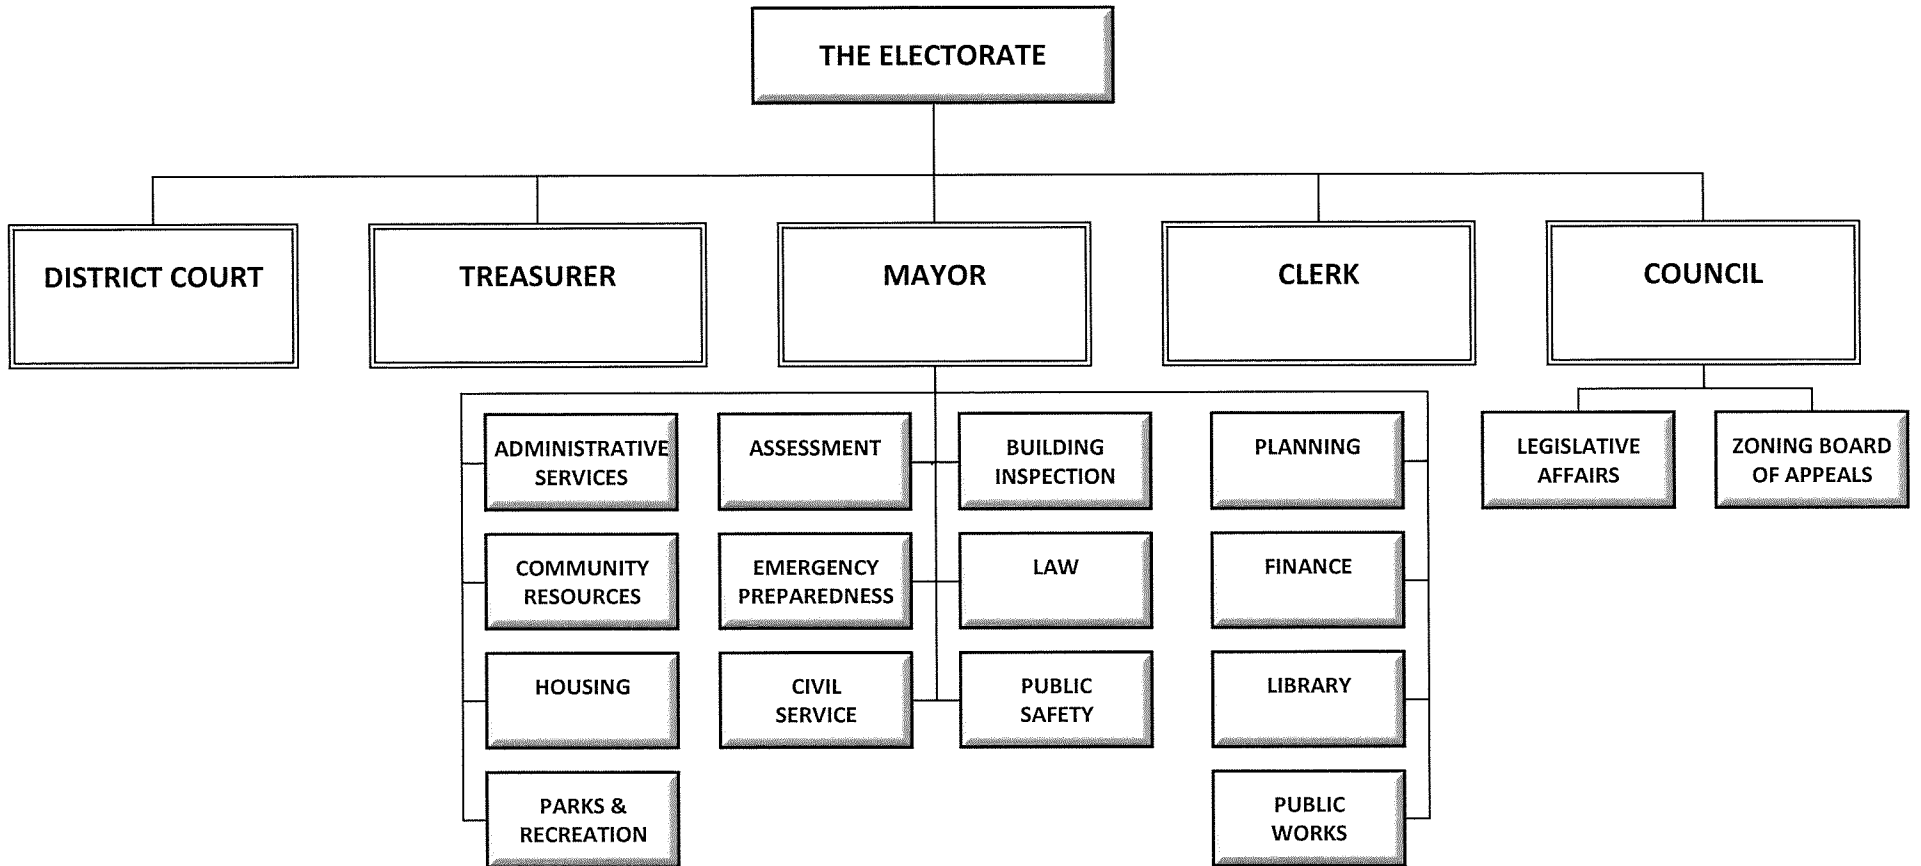 THE ELECTORATE
DISTRICT COURT
TREASURER
MAYOR
CLERK
COUNCIL
ADMINISTRATIVE
SERVICES
ASSESSMENT
BUILDING
INSPECTION
PLANNING
LEGISLATIVE
AFFAIRS
ZONING BOARD
OF APPEALS
COMMUNITY
RESOURCES
EMERGENCY
PREPAREDNESS
LAW
FINANCE
HOUSING
CIVIL
SERVICE
PUBLIC
SAFETY
LIBRARY
PARKS &
RECREATION
PUBLIC
WORKS